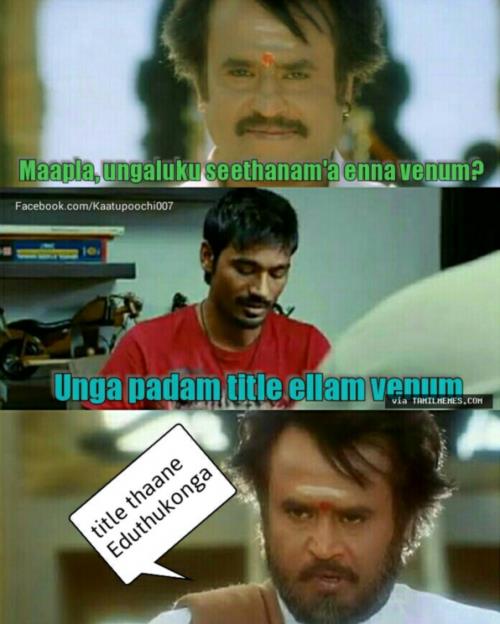 Maapla, ungaluku seethanam'a enna venum?
Facebook.com/Kaatupoochi007
Unga padam title ellam venum
via TAMILMEMES.COM
title thaane
Eduthukonga